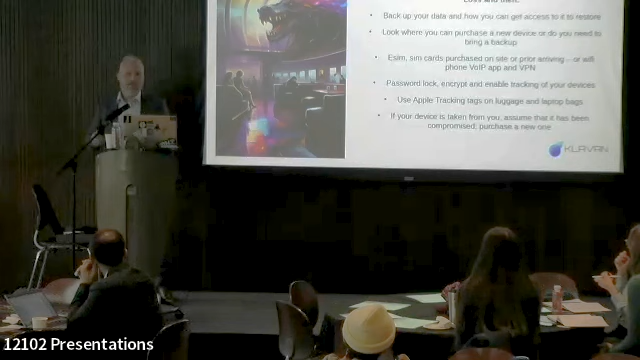 Loss and theft:
• Back up your data and how you can get access to it to restore
• Look where you can purchase a new device or do you need to
bring a backup
• Esim, sim cards purchased on site or prior arriving – or wifi
phone VoIP app and VPN
• Password lock, encrypt and enable tracking of your devices
• Use Apple Tracking tags on luggage and laptop bags
• If your device is taken from you, assume that it has been
compromised; purchase a new one
KLAVAN
12102 Presentations